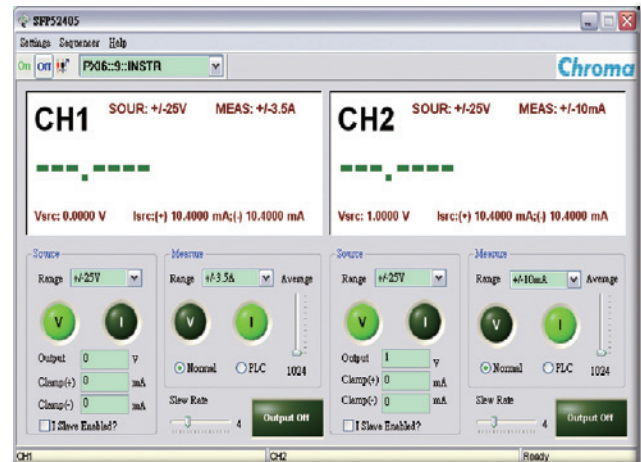 SFP52405
Settings Sequencer Help
On Off PXI6::9::INSTR Chroma
CH1 SOUR: +/-25V MEAS: +/-3.5A
---.----
Vsrc: 0.0000 V Isrc:(+) 10.4000 mA;(-) 10.4000 mA
CH2 SOUR: +/-25V MEAS: +/-10mA
---.----
Vsrc: 1.0000 V Isrc:(+) 10.4000 mA;(-) 10.4000 mA
Source
Range +/-25V
V I
Output 0 V
Clamp(+) 0 mA
Clamp(-) 0 mA
I Slave Enabled?
Measure
Range +/-3.5A Average
V I
Normal PLC 1024
Slew Rate
4 Output Off
Source
Range +/-25V
V I
Output 1 V
Clamp(+) 0 mA
Clamp(-) 0 mA
I Slave Enabled?
Measure
Range +/-10mA Average
V I
Normal PLC 1024
Slew Rate
4 Output Off
CH1 CH2 Ready